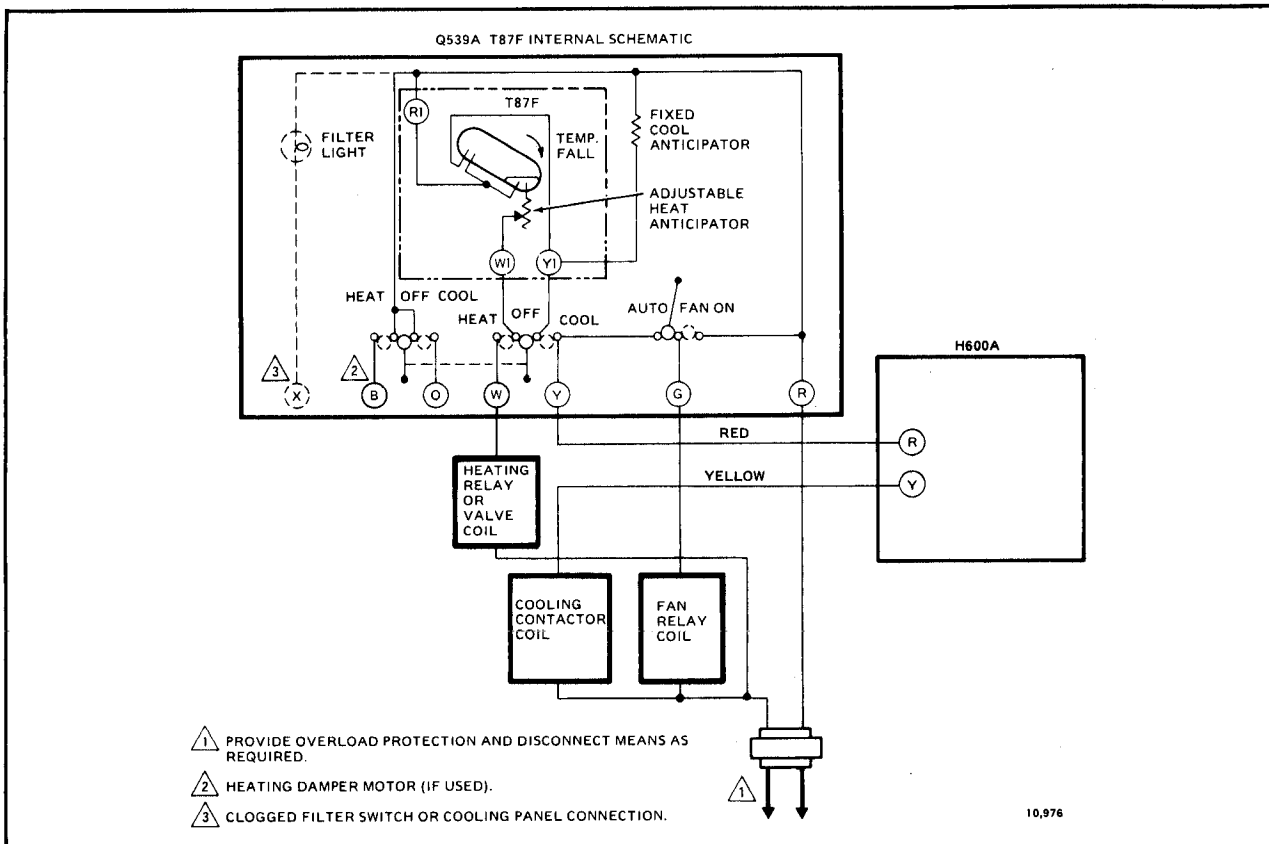 Q539A T87F INTERNAL SCHEMATIC
R1
T87F
FILTER
LIGHT
TEMP.
FALL
FIXED
COOL
ANTICIPATOR
ADJUSTABLE
HEAT
ANTICIPATOR
W1
Y1
HEAT OFF COOL
HEAT OFF COOL
AUTO FAN ON
H600A
3
2
X
B
O
W
Y
G
R
RED
R
YELLOW
Y
HEATING
RELAY
OR
VALVE
COIL
COOLING
CONTACTOR
COIL
FAN
RELAY
COIL
1 PROVIDE OVERLOAD PROTECTION AND DISCONNECT MEANS AS
REQUIRED.
2 HEATING DAMPER MOTOR (IF USED).
3 CLOGGED FILTER SWITCH OR COOLING PANEL CONNECTION.
1
10,976